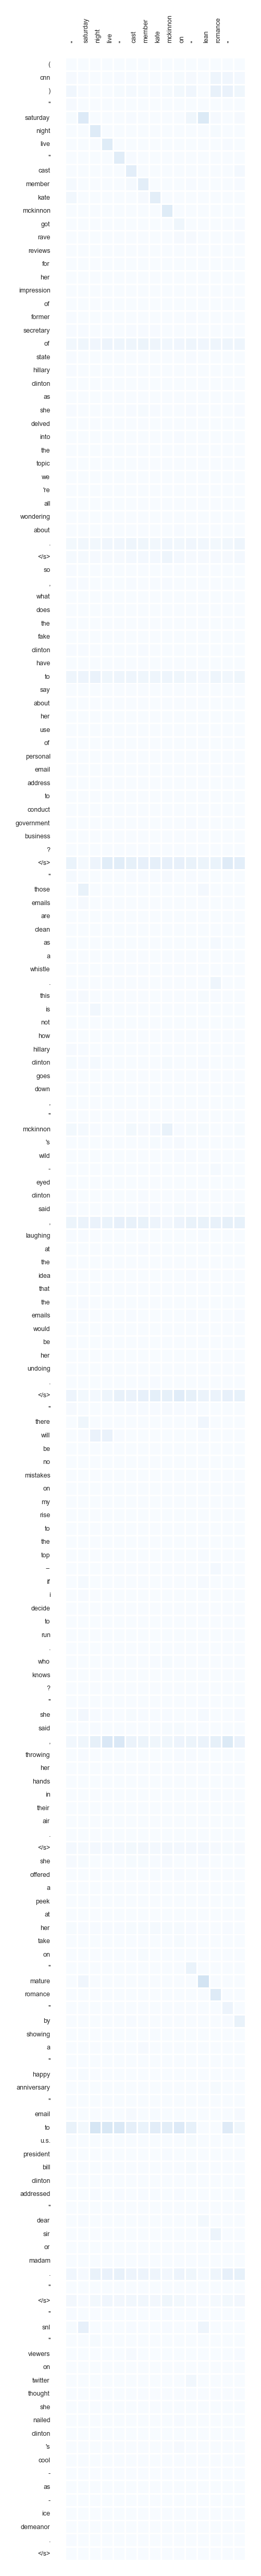 " saturday night live " cast member kate mckinnon on " lean romance "
(
cnn
)
"
saturday
night
live
"
cast
member
kate
mckinnon
got
rave
reviews
for
her
impression
of
former
secretary
of
state
hillary
clinton
as
she
delved
into
the
topic
we
're
all
wondering
about
.
</s>
so
,
what
does
the
fake
clinton
have
to
say
about
her
use
of
personal
email
address
to
conduct
government
business
?
</s>
"
those
emails
are
clean
as
a
whistle
.
this
is
not
how
hillary
clinton
goes
down
,
"
mckinnon
's
wild
-
eyed
clinton
said
,
laughing
at
the
idea
that
the
emails
would
be
her
undoing
.
</s>
"
there
will
be
no
mistakes
on
my
rise
to
the
top
–
if
i
decide
to
run
.
who
knows
?
"
she
said
,
throwing
her
hands
in
their
air
.
</s>
she
offered
a
peek
at
her
take
on
"
mature
romance
"
by
showing
a
"
happy
anniversary
"
email
to
u.s.
president
bill
clinton
addressed
"
dear
sir
or
madam
.
"
</s>
"
snl
"
viewers
on
twitter
thought
she
nailed
clinton
's
cool
-
as
-
ice
demeanor
.
</s>